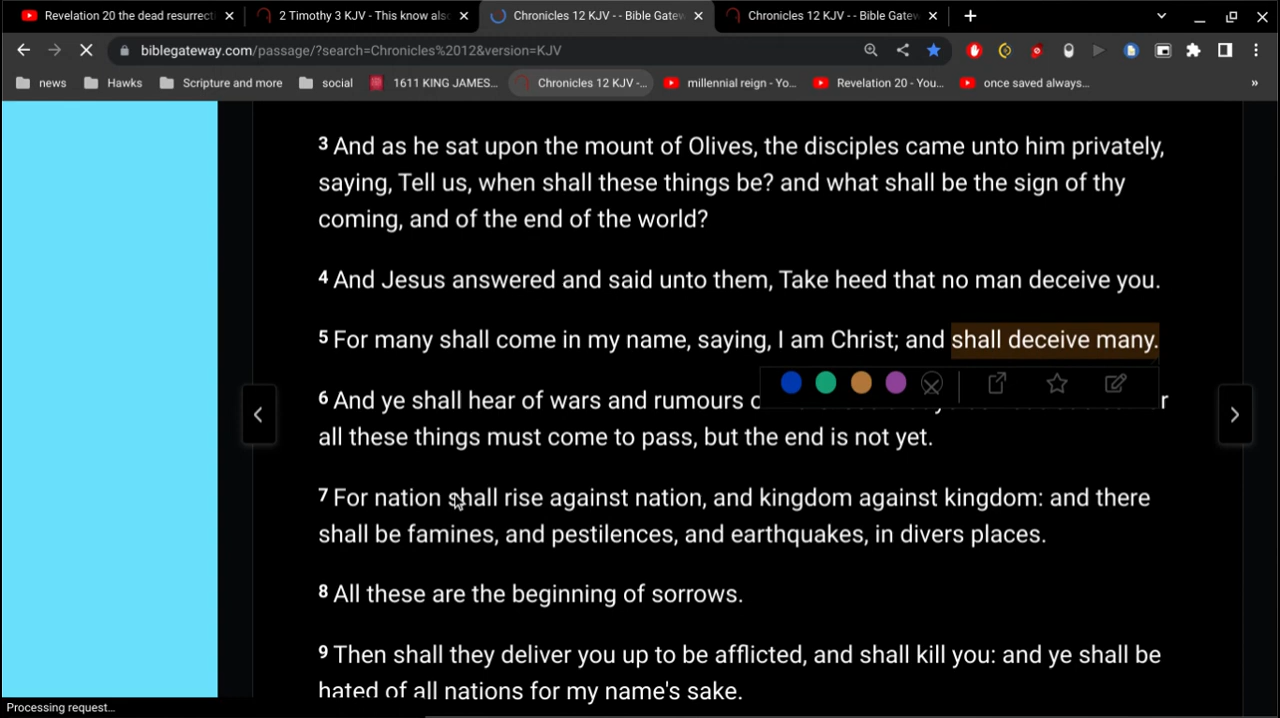 Revelation 20 the dead resurrecti
2 Timothy 3 KJV - This know als
Chronicles 12 KJV - - Bible Gatew
Chronicles 12 KJV - - Bible Gatew
biblegateway.com/passage/?search=Chronicles%2012&version=KJV
news
Hawks
Scripture and more
social
1611 KING JAMES...
Chronicles 12 KJV -...
millennial reign - Yo...
Revelation 20 - You...
once saved always...
3 And as he sat upon the mount of Olives, the disciples came unto him privately,
saying, Tell us, when shall these things be? and what shall be the sign of thy
coming, and of the end of the world?
4 And Jesus answered and said unto them, Take heed that no man deceive you.
5 For many shall come in my name, saying, I am Christ; and shall deceive many.
6 And ye shall hear of wars and rumours
all these things must come to pass, but the end is not yet.
7 For nation shall rise against nation, and kingdom against kingdom: and there
shall be famines, and pestilences, and earthquakes, in divers places.
8 All these are the beginning of sorrows.
9 Then shall they deliver you up to be afflicted, and shall kill you: and ye shall be
hated of all nations for my name's sake.
Processing request...